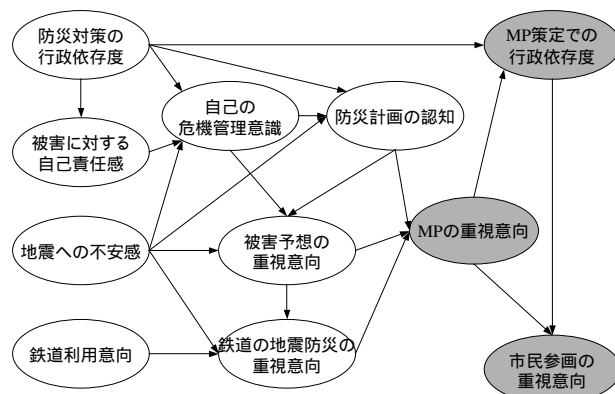 防災対策の
行政依存度
MP策定での
行政依存度
自己の
危機管理意識
防災計画の認知
被害に対する
自己責任感
地震への不安感
被害予想の
重視意向
MPの重視意向
鉄道利用意向
鉄道の地震防災の
重視意向
市民参画の
重視意向